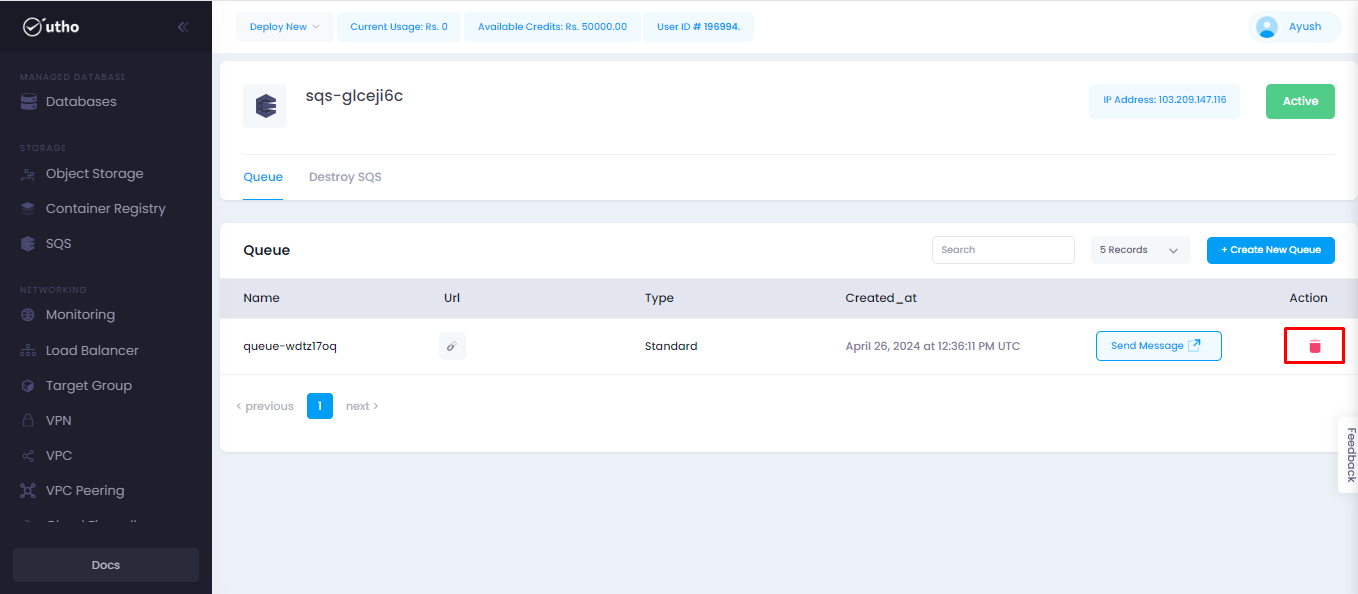 utho
Deploy New
Current Usage: Rs. 0
Available Credits: Rs. 50000.00
User ID # 196994.
Ayush
MANAGED DATABASE
Databases
STORAGE
Object Storage
Container Registry
SQS
NETWORKING
Monitoring
Load Balancer
Target Group
VPN
VPC
VPC Peering
Docs
sqs-glceji6c
IP Address: 103.209.147.116
Active
Queue
Destroy SQS
Queue
Search
5 Records
+ Create New Queue
Name Url Type Created_at Action
queue-wdtz17oq Standard April 26, 2024 at 12:36:11 PM UTC Send Message
< previous 1 next >
Feedback